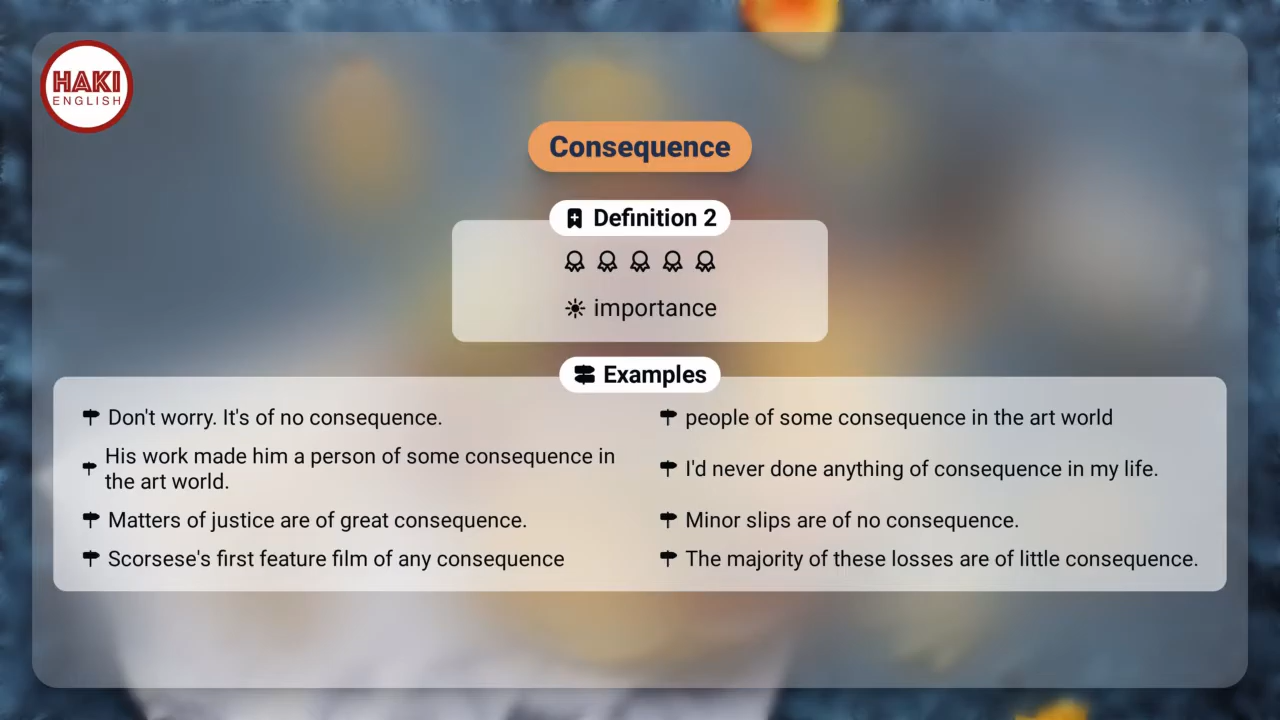 HAKI
ENGLISH
Consequence
Definition 2
importance
Examples
Don't worry. It's of no consequence.
people of some consequence in the art world
His work made him a person of some consequence in
the art world.
I'd never done anything of consequence in my life.
Matters of justice are of great consequence.
Minor slips are of no consequence.
Scorsese's first feature film of any consequence
The majority of these losses are of little consequence.